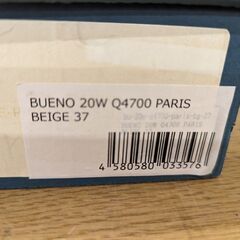 BUENO 20W Q4700 PARIS
BEIGE 37
4 580580 033576